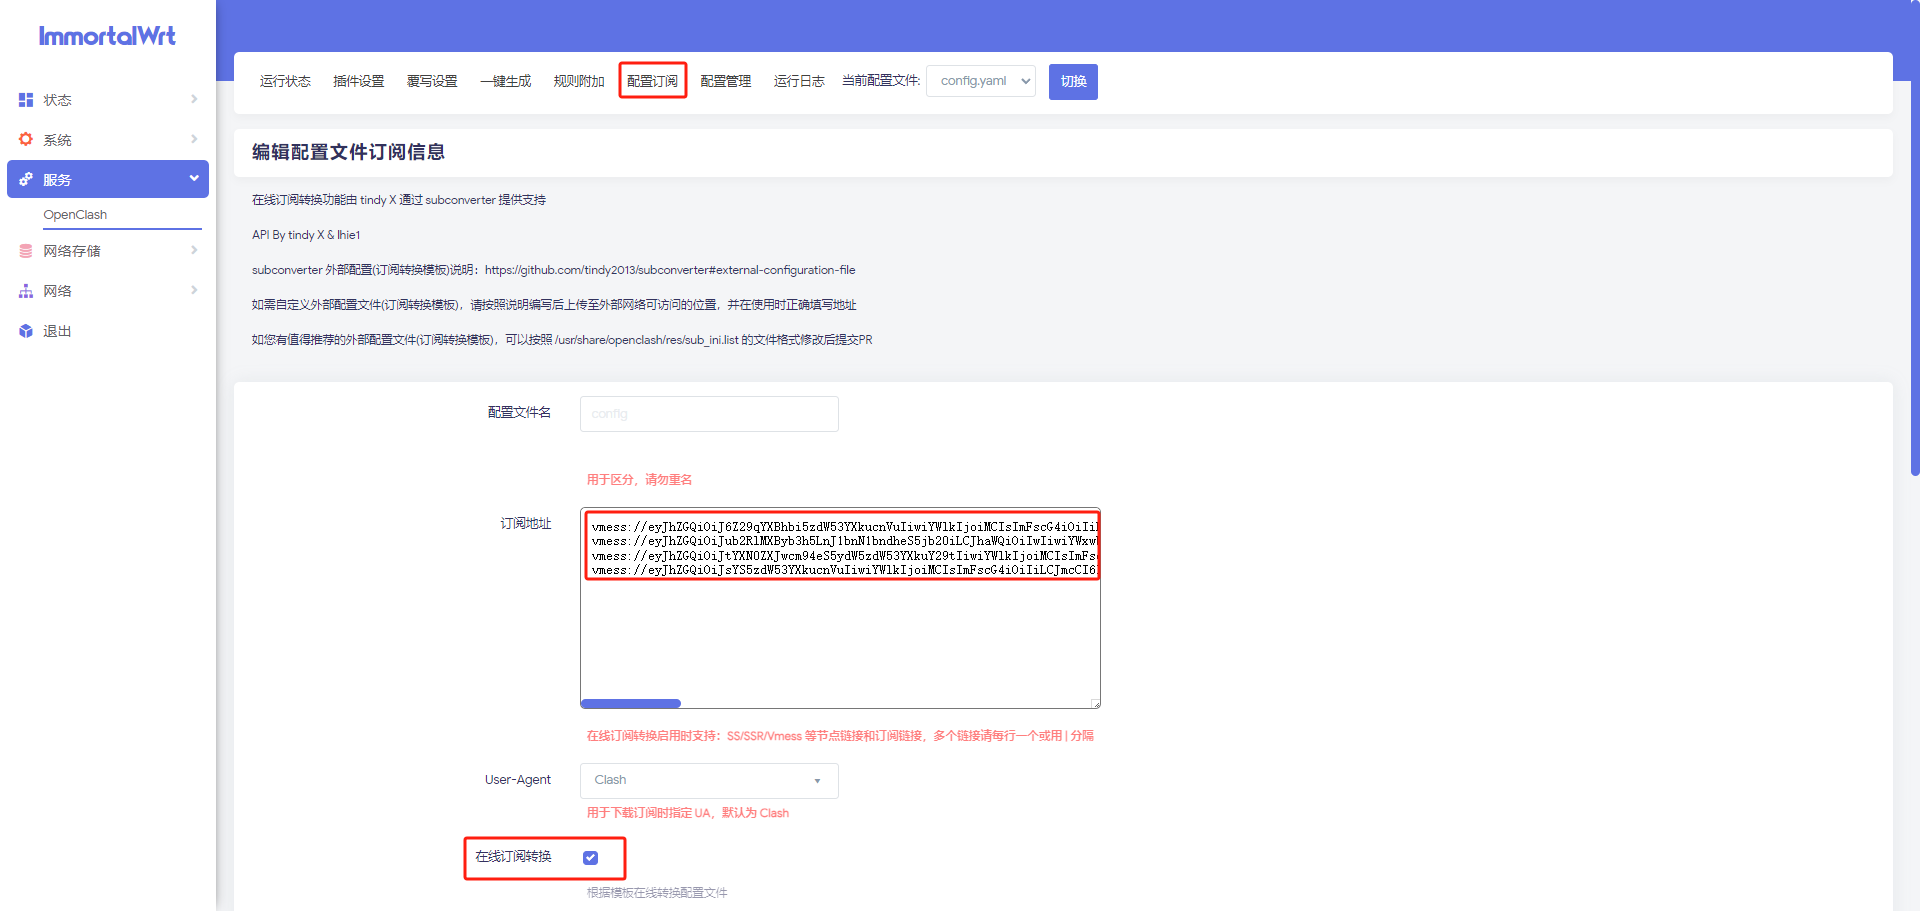 ImmortalWrt
状态
系统
服务
OpenClash
网络存储
网络
退出
运行状态 插件设置 覆写设置 一键生成 规则附加 配置订阅 配置管理 运行日志 当前配置文件: config.yaml 切换
编辑配置文件订阅信息
在线订阅转换功能由 tindy X 通过 subconverter 提供支持
API By tindy X & lhie1
subconverter 外部配置(订阅转换模板)说明：https://github.com/tindy2013/subconverter#external-configuration-file
如需自定义外部配置文件(订阅转换模板)，请按照说明编写后上传至外部网络可访问的位置，并在使用时正确填写地址
如您有值得推荐的外部配置文件(订阅转换模板)，可以按照 /usr/share/openclash/res/sub_ini.list 的文件格式修改后提交PR
配置文件名 config
用于区分，请勿重名
订阅地址
vmess://eyJhZGQiOiJ6Z29qYXBhbi5zdW53YXkucnVuIiwiYWlkIjoiMCIsImFscG4iOiIi
vmess://eyJhZGQiOiJub2RlMXByb3h5LnJ1bnN1bndheS5jb20iLCJhaWQiOiIwIiwiYWxw
vmess://eyJhZGQiOiJtYXN0ZXJwcm94eS5ydW5zdW53YXkuY29tIiwiYWlkIjoiMCIsImFs
vmess://eyJhZGQiOiJsYS5zdW53YXkucnVuIiwiYWlkIjoiMCIsImFscG4iOiIiLCJmcCI6
在线订阅转换启用时支持：SS/SSR/Vmess 等节点链接和订阅链接，多个链接请每行一个或用 | 分隔
User-Agent Clash
用于下载订阅时指定 UA，默认为 Clash
在线订阅转换
根据模板在线转换配置文件